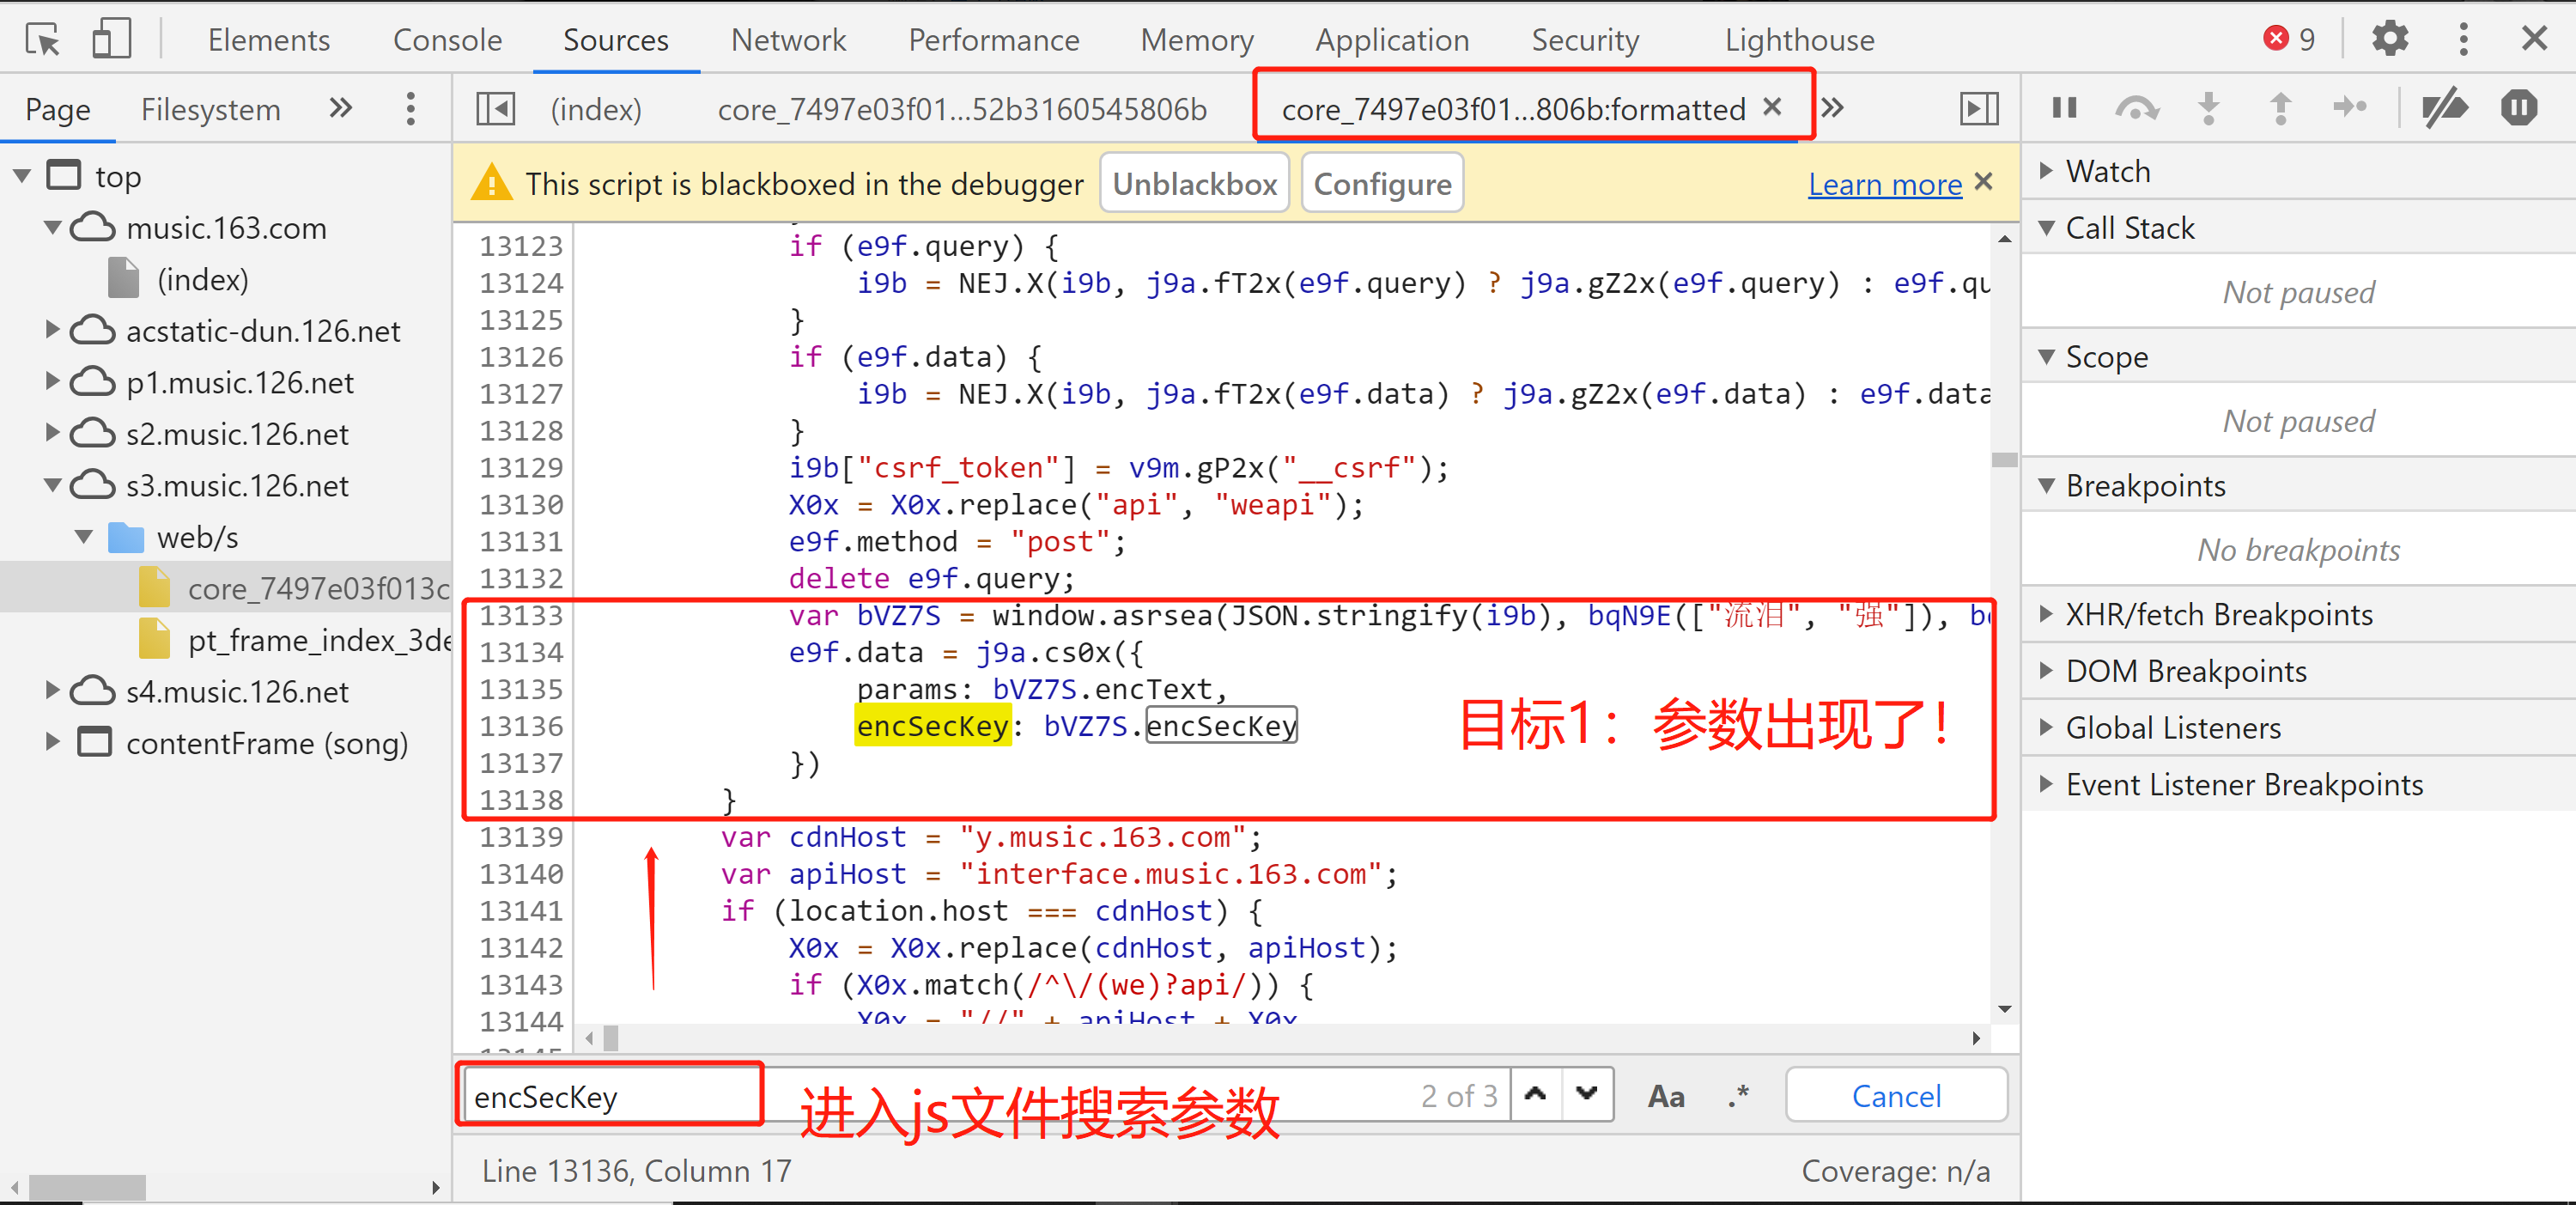 Elements Console Sources Network Performance Memory Application Security Lighthouse 9
Page Filesystem
(index) core_7497e03f01...52b3160545806b core_7497e03f01...806b:formatted
This script is blackboxed in the debugger Unblackbox Configure Learn more
top
music.163.com
(index)
acstatic-dun.126.net
p1.music.126.net
s2.music.126.net
s3.music.126.net
web/s
core_7497e03f013c
pt_frame_index_3de
s4.music.126.net
contentFrame (song)
13123 if (e9f.query) {
13124 i9b = NEJ.X(i9b, j9a.fT2x(e9f.query) ? j9a.gZ2x(e9f.query) : e9f.qu
13125 }
13126 if (e9f.data) {
13127 i9b = NEJ.X(i9b, j9a.fT2x(e9f.data) ? j9a.gZ2x(e9f.data) : e9f.data
13128 }
13129 i9b["csrf_token"] = v9m.gP2x("__csrf");
13130 X0x = X0x.replace("api", "weapi");
13131 e9f.method = "post";
13132 delete e9f.query;
13133 var bVZ7S = window.asrsea(JSON.stringify(i9b), bqN9E(["流泪", "强"]), b
13134 e9f.data = j9a.cs0x({
13135 params: bVZ7S.encText,
13136 encSecKey: bVZ7S.encSecKey
13137 })
13138 }
目标1：参数出现了！
13139 var cdnHost = "y.music.163.com";
13140 var apiHost = "interface.music.163.com";
13141 if (location.host === cdnHost) {
13142 X0x = X0x.replace(cdnHost, apiHost);
13143 if (X0x.match(/^\/(we)?api/)) {
13144 X0x = "//" + apiHost + X0x
encSecKey 进入js文件搜索参数 2 of 3 Aa .* Cancel
Line 13136, Column 17 Coverage: n/a
Watch
Call Stack
Not paused
Scope
Not paused
Breakpoints
No breakpoints
XHR/fetch Breakpoints
DOM Breakpoints
Global Listeners
Event Listener Breakpoints